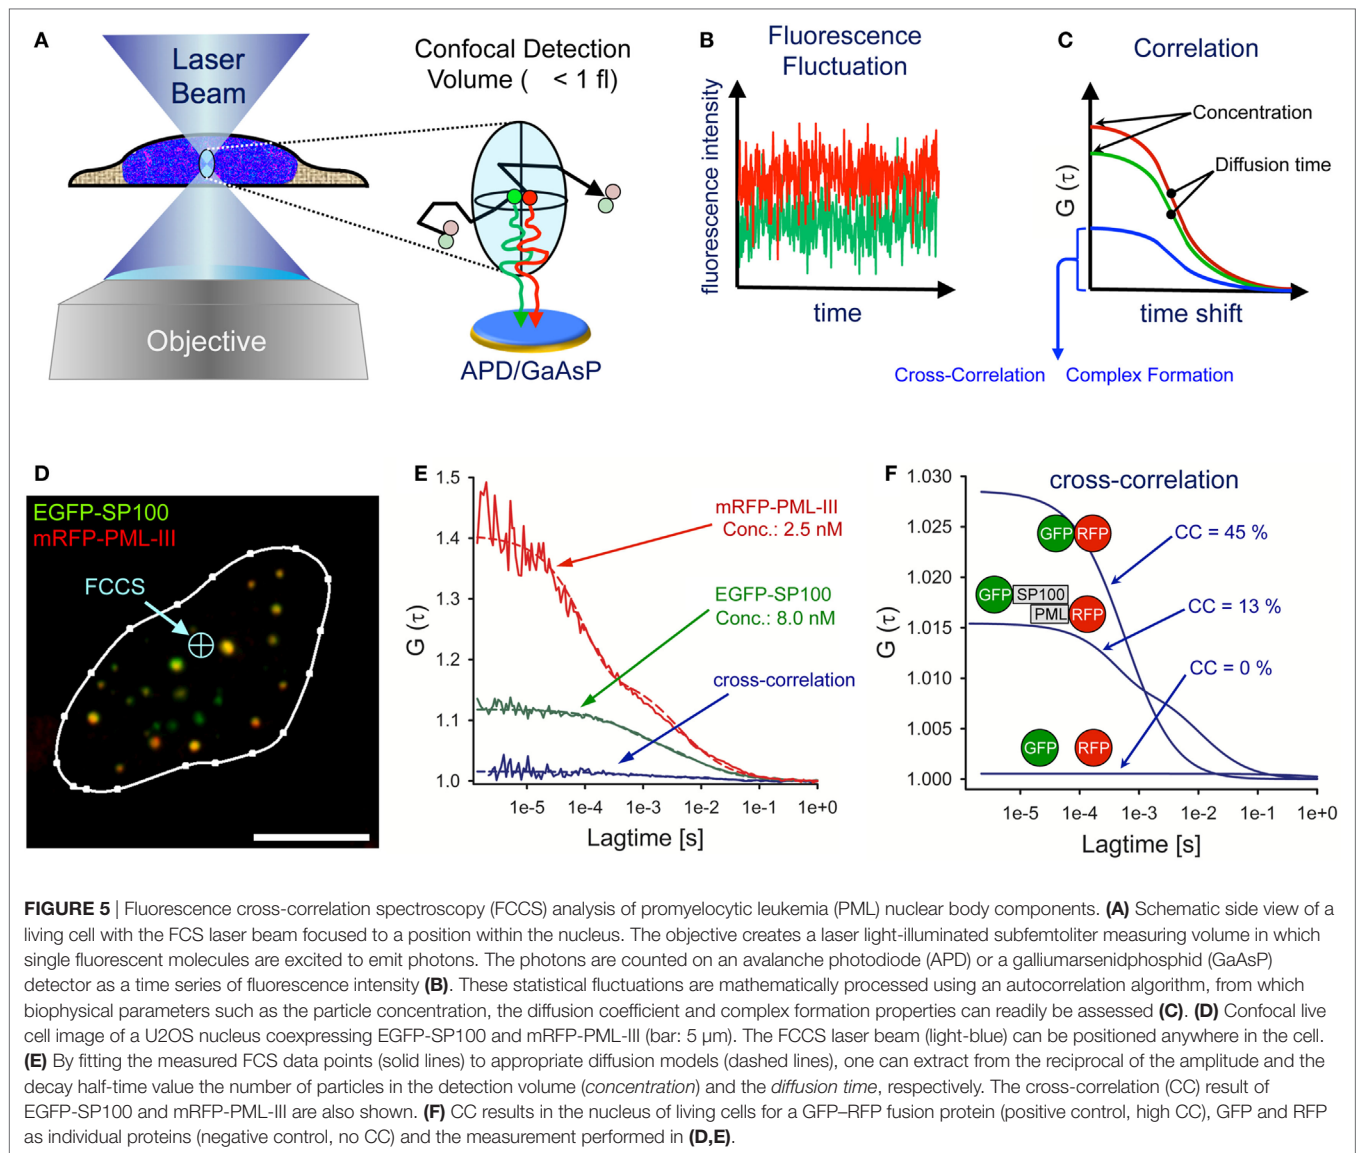 A
Laser
Beam
Confocal Detection
Volume ( < 1 fl)
Objective
APD/GaAsP
B
Fluorescence
Fluctuation
fluorescence intensity
time
C
Correlation
Concentration
Diffusion time
G (τ)
time shift
Cross-Correlation Complex Formation
D
EGFP-SP100
mRFP-PML-III
FCCS
E
1.5
1.4
1.3
1.2
1.1
1.0
G (τ)
mRFP-PML-III
Conc.: 2.5 nM
EGFP-SP100
Conc.: 8.0 nM
cross-correlation
1e-5 1e-4 1e-3 1e-2 1e-1 1e+0
Lagtime [s]
F
1.030
1.025
1.020
1.015
1.010
1.005
1.000
G (τ)
cross-correlation
GFP RFP
CC = 45 %
GFP SP100
PML RFP
CC = 13 %
CC = 0 %
GFP RFP
1e-5 1e-4 1e-3 1e-2 1e-1 1e+0
Lagtime [s]
FIGURE 5 | Fluorescence cross-correlation spectroscopy (FCCS) analysis of promyelocytic leukemia (PML) nuclear body components. (A) Schematic side view of a
living cell with the FCS laser beam focused to a position within the nucleus. The objective creates a laser light-illuminated subfemtoliter measuring volume in which
single fluorescent molecules are excited to emit photons. The photons are counted on an avalanche photodiode (APD) or a galliumarsenidphosphid (GaAsP)
detector as a time series of fluorescence intensity (B). These statistical fluctuations are mathematically processed using an autocorrelation algorithm, from which
biophysical parameters such as the particle concentration, the diffusion coefficient and complex formation properties can readily be assessed (C). (D) Confocal live
cell image of a U2OS nucleus coexpressing EGFP-SP100 and mRFP-PML-III (bar: 5 μm). The FCCS laser beam (light-blue) can be positioned anywhere in the cell.
(E) By fitting the measured FCS data points (solid lines) to appropriate diffusion models (dashed lines), one can extract from the reciprocal of the amplitude and the
decay half-time value the number of particles in the detection volume (concentration) and the diffusion time, respectively. The cross-correlation (CC) result of
EGFP-SP100 and mRFP-PML-III are also shown. (F) CC results in the nucleus of living cells for a GFP–RFP fusion protein (positive control, high CC), GFP and RFP
as individual proteins (negative control, no CC) and the measurement performed in (D,E).